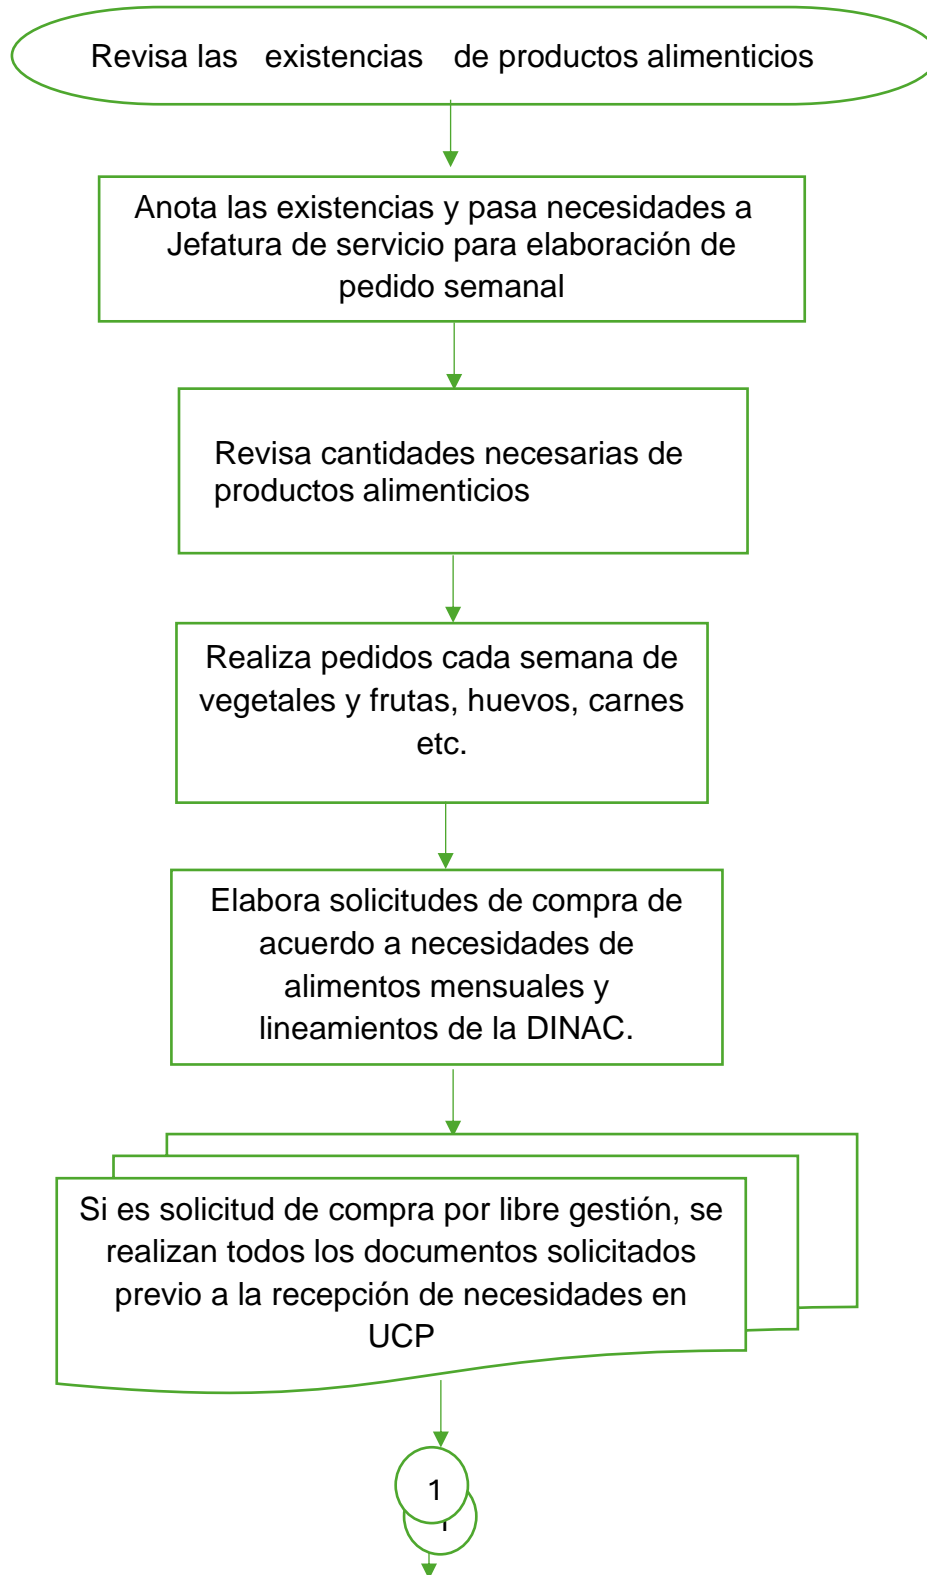 Revisa las existencias de productos alimenticios
Anota las existencias y pasa necesidades a
Jefatura de servicio para elaboración de
pedido semanal
Revisa cantidades necesarias de
productos alimenticios
Realiza pedidos cada semana de
vegetales y frutas, huevos, carnes
etc.
Elabora solicitudes de compra de
acuerdo a necesidades de
alimentos mensuales y
lineamientos de la DINAC.
Si es solicitud de compra por libre gestión, se
realizan todos los documentos solicitados
previo a la recepción de necesidades en
UCP
1
1